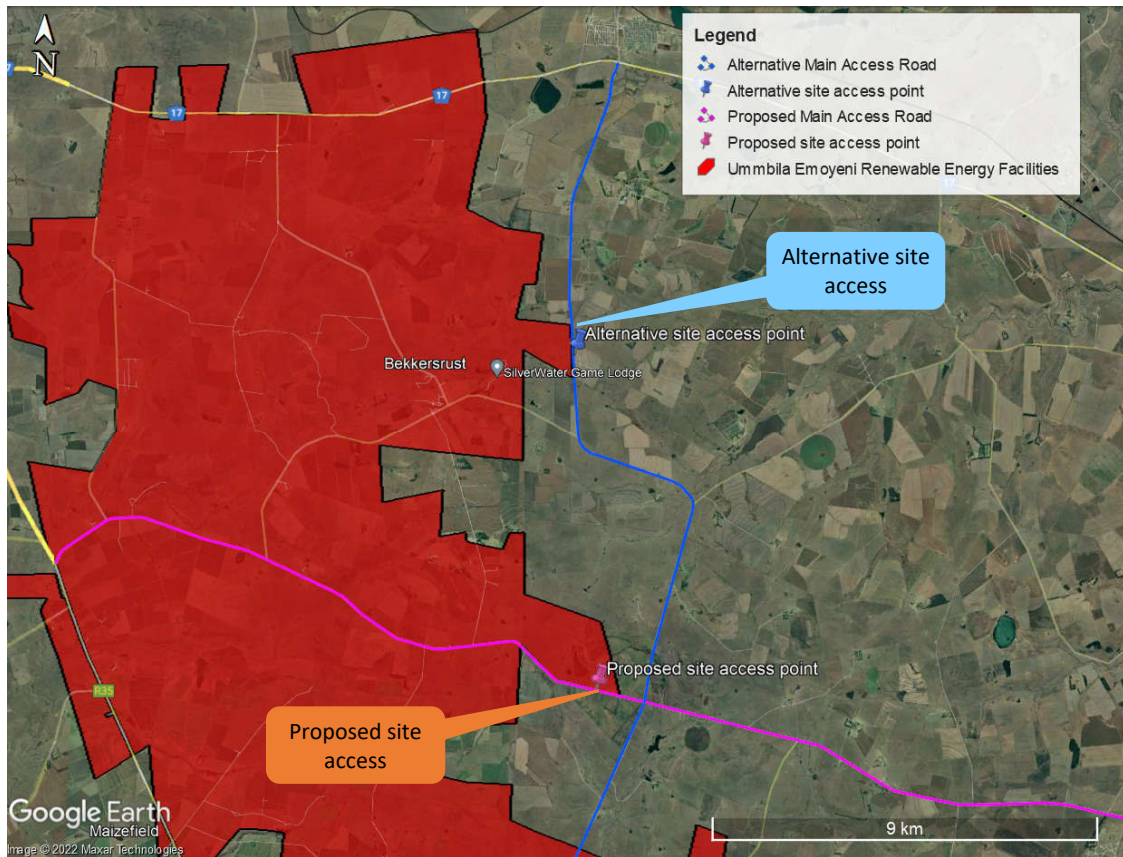 N
Legend
Alternative Main Access Road
Alternative site access point
Proposed Main Access Road
Proposed site access point
Ummbila Emoyeni Renewable Energy Facilities
7
17
17
17
Alternative site
access
Alternative site access point
Bekkersrust
SilverWater Game Lodge
Proposed site access point
R35
Proposed site
access
Google Earth
Maizefield
9 km
Image © 2022 Maxar Technologies